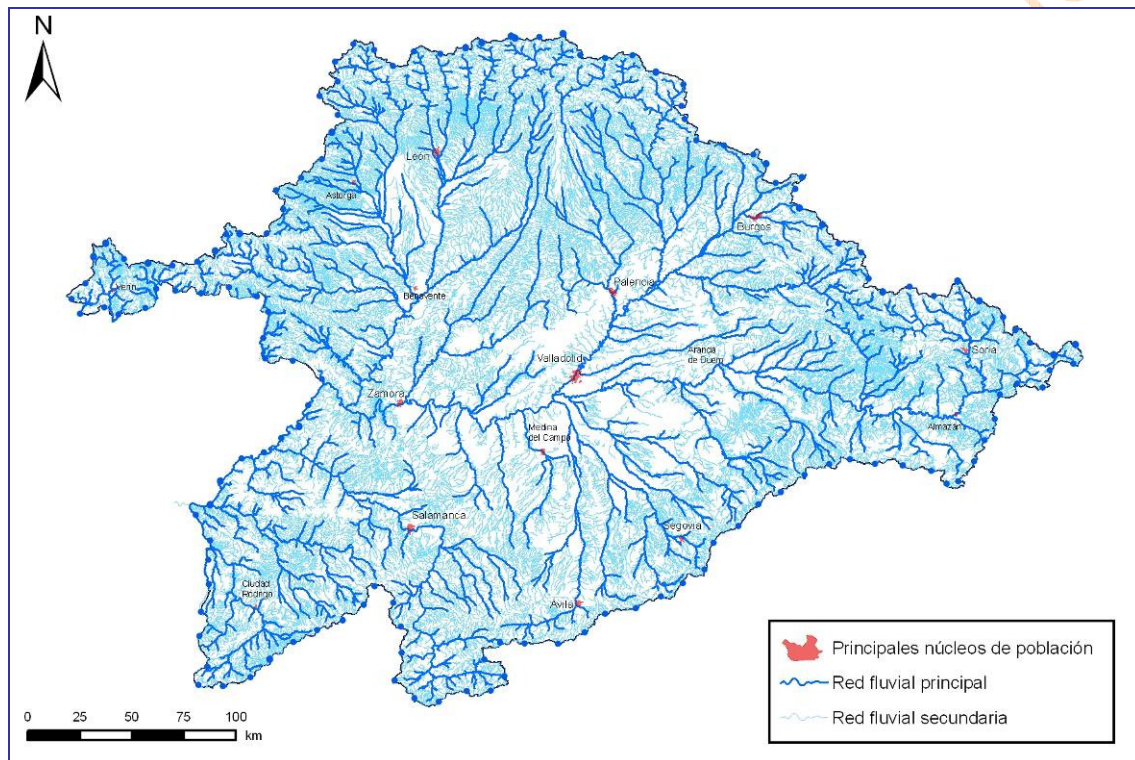 N
León
Astorga
Burgos
Verín
Benavente
Palencia
Aranda
de Duero
Soria
Valladolid
Zamora
Almazán
Medina
del Campo
Salamanca
Segovia
Ciudad
Rodrigo
Ávila
Principales núcleos de población
Red fluvial principal
Red fluvial secundaria
0 25 50 75 100
km